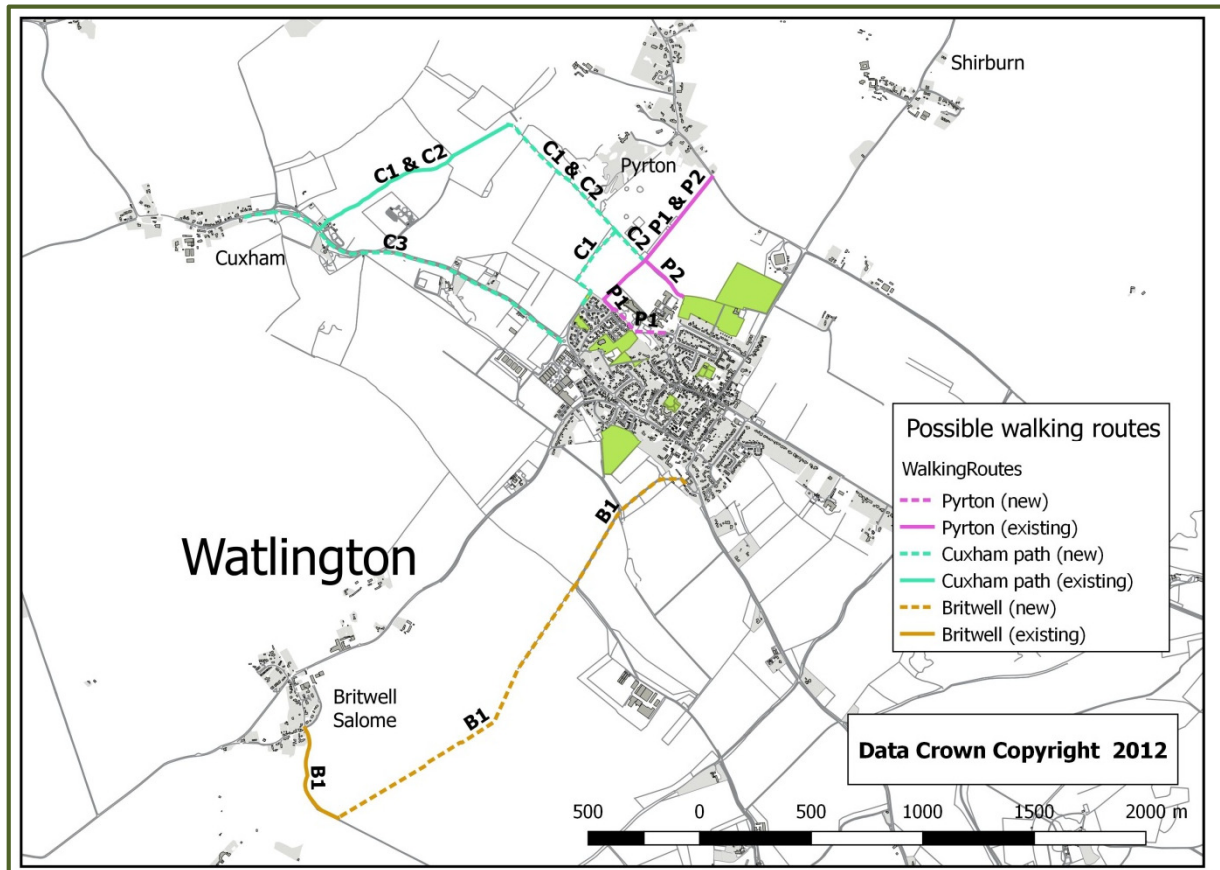 Shirburn
Pyrton
C1 & C2
C1 & C2
P1 & P2
C2
C1
P2
C3
Cuxham
P1
P1
Possible walking routes
WalkingRoutes
Pyrton (new)
Pyrton (existing)
Cuxham path (new)
Cuxham path (existing)
Britwell (new)
Britwell (existing)
B1
Watlington
Britwell
Salome
B1
B1
Data Crown Copyright 2012
500 0 500 1000 1500 2000 m